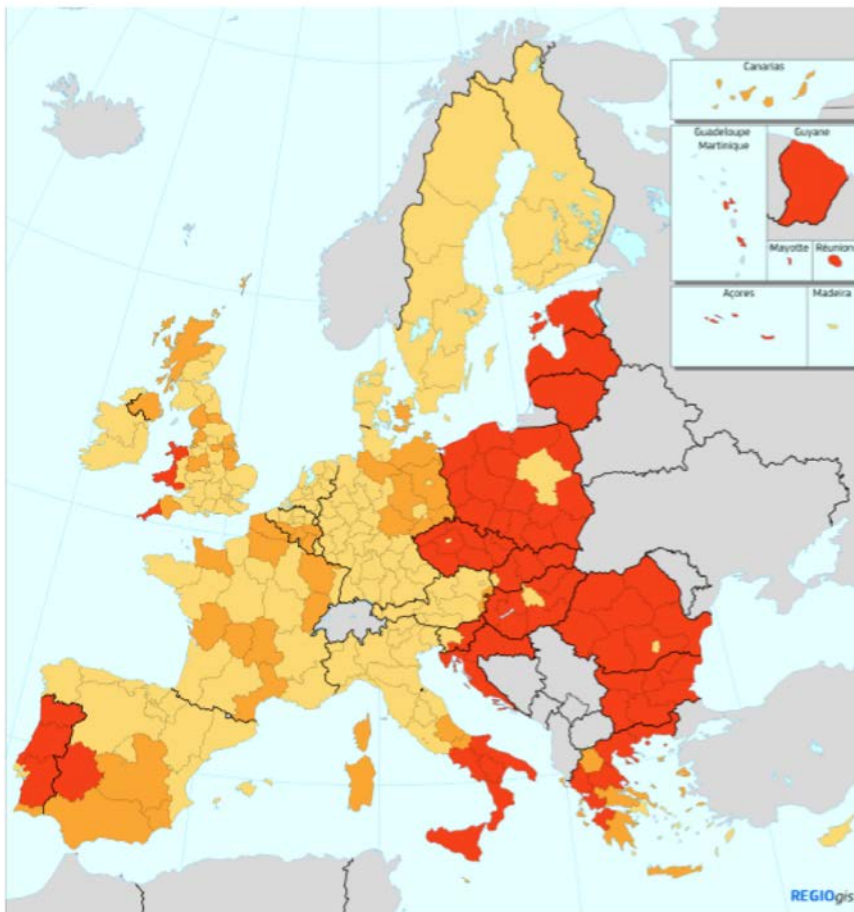 Canarias
Guadeloupe
Martinique
Guyane
Mayotte
Réunion
Açores
Madeira
REGIOgis